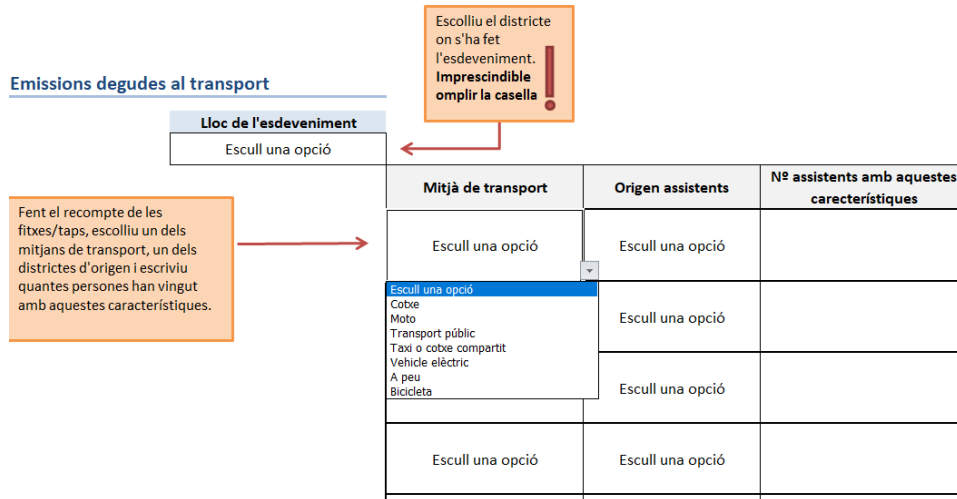 Escolliu el districte
on s'ha fet
l'esdeveniment.
Imprescindible
omplir la casella
!
Emissions degudes al transport
Lloc de l'esdeveniment
Escull una opció
Mitjà de transport
Origen assistents
Nº assistents amb aquestes
carecterístiques
Fent el recompte de les
fitxes/taps, escolliu un dels
mitjans de transport, un dels
districtes d'origen i escriviu
quantes persones han vingut
amb aquestes característiques.
Escull una opció
Escull una opció
Escull una opció
Cotxe
Moto
Transport públic
Taxi o cotxe compartit
Vehicle elèctric
A peu
Bicicleta
Escull una opció
Escull una opció
Escull una opció
Escull una opció